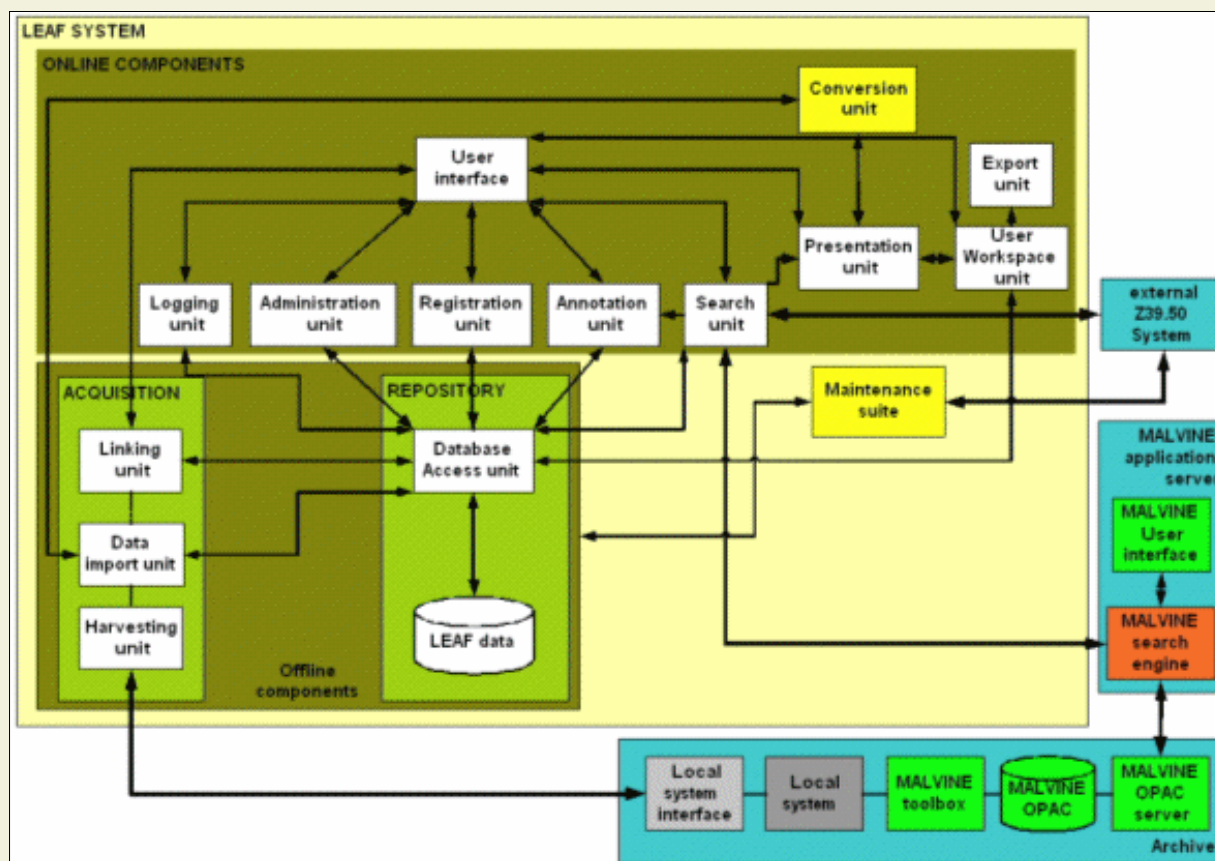 LEAF SYSTEM
ONLINE COMPONENTS
Conversion
unit
User
interface
Export
unit
Presentation
unit
User
Workspace
unit
Logging
unit
Administration
unit
Registration
unit
Annotation
unit
Search
unit
external
Z39.50
System
ACQUISITION
REPOSITORY
Maintenance
suite
Linking
unit
Database
Access unit
MALVINE
application
server
Data
import unit
MALVINE
User
interface
Harvesting
unit
LEAF data
MALVINE
search
engine
Offline
components
Local
system
interface
Local
system
MALVINE
toolbox
MALVINE
OPAC
MALVINE
OPAC
server
Archive